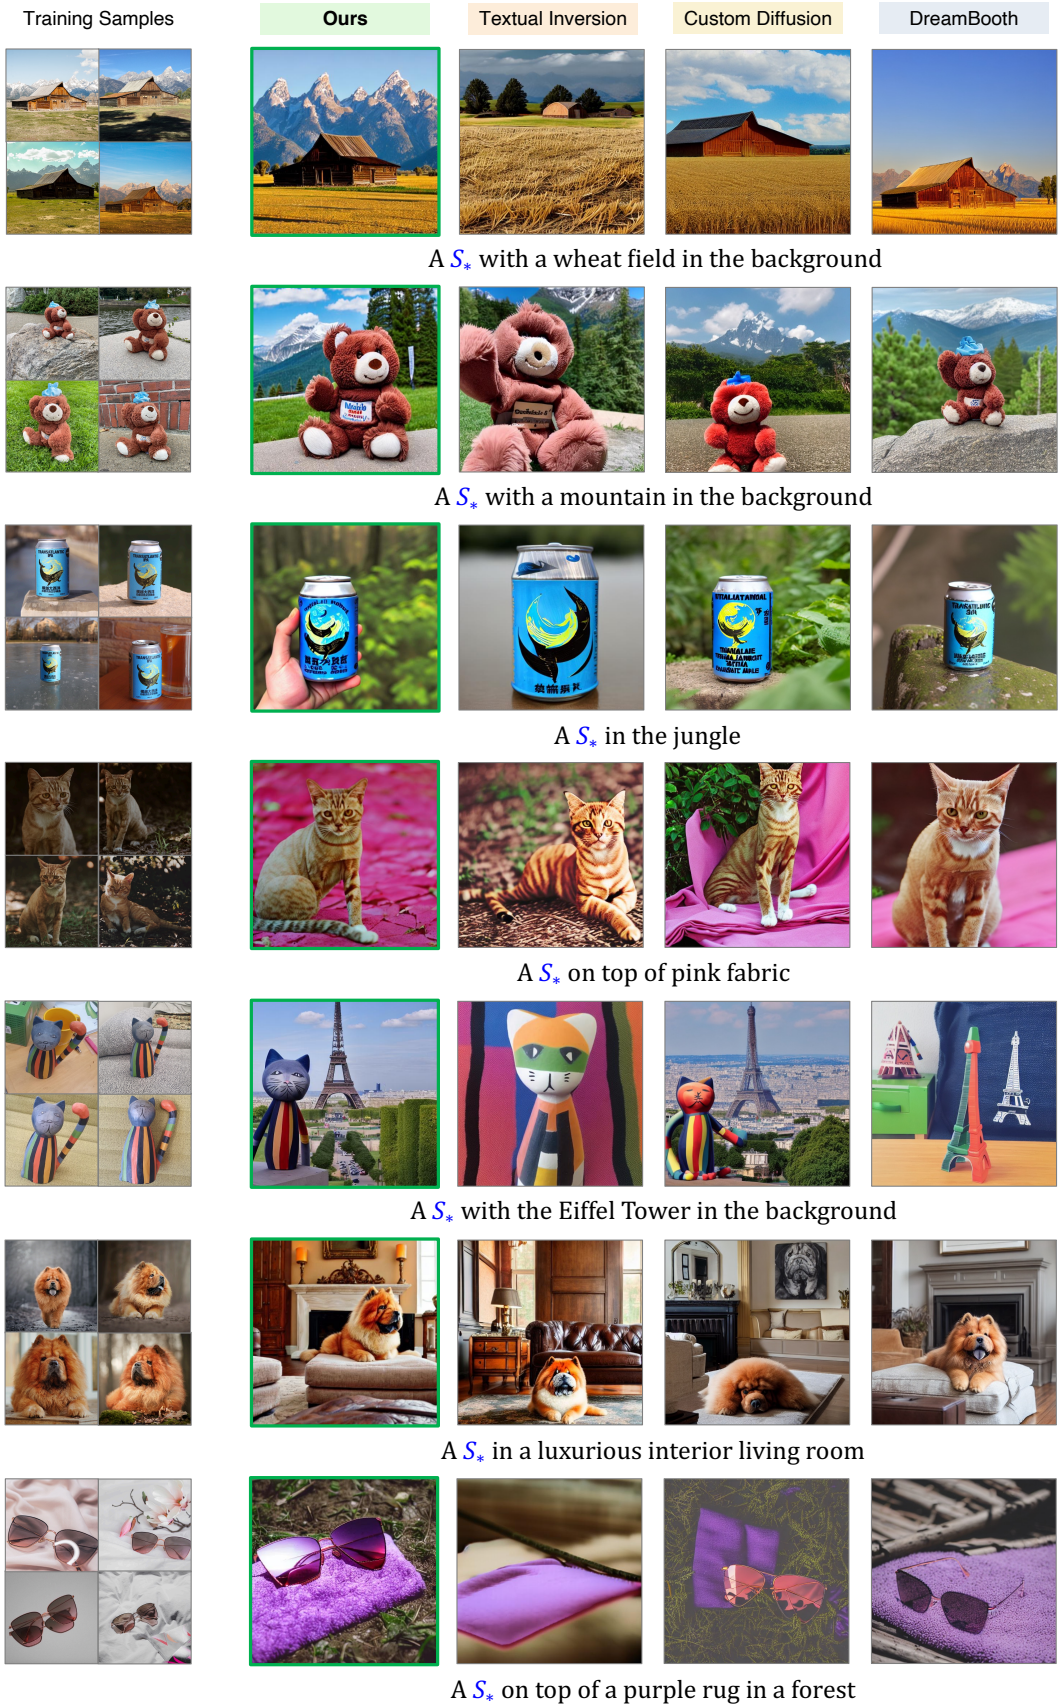 Training Samples
Ours
Textual Inversion
Custom Diffusion
DreamBooth
A S* with a wheat field in the background
A S* with a mountain in the background
A S* in the jungle
A S* on top of pink fabric
A S* with the Eiffel Tower in the background
A S* in a luxurious interior living room
A S* on top of a purple rug in a forest